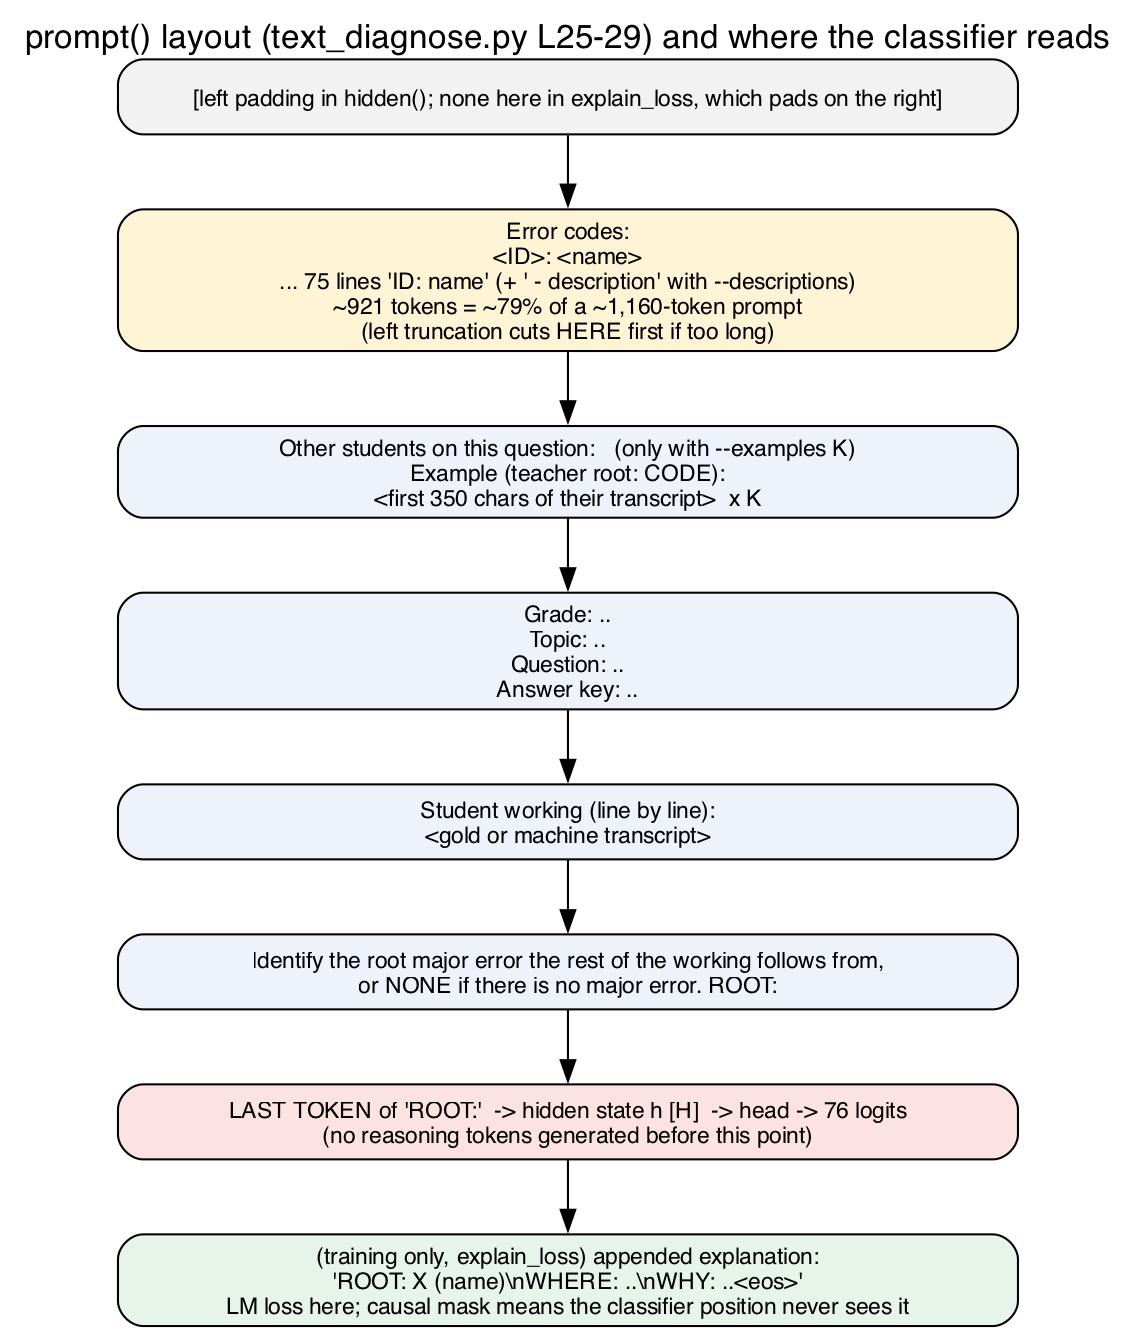 prompt() layout (text_diagnose.py L25-29) and where the classifier reads
[left padding in hidden(); none here in explain_loss, which pads on the right]
Error codes:
<ID>: <name>
... 75 lines 'ID: name' (+ ' - description' with --descriptions)
~921 tokens = ~79% of a ~1,160-token prompt
(left truncation cuts HERE first if too long)
Other students on this question:   (only with --examples K)
Example (teacher root: CODE):
<first 350 chars of their transcript>  x K
Grade: ..
Topic: ..
Question: ..
Answer key: ..
Student working (line by line):
<gold or machine transcript>
Identify the root major error the rest of the working follows from,
or NONE if there is no major error. ROOT:
LAST TOKEN of 'ROOT:'  -> hidden state h [H]  -> head -> 76 logits
(no reasoning tokens generated before this point)
(training only, explain_loss) appended explanation:
'ROOT: X (name)\nWHERE: ..\nWHY: ..<eos>'
LM loss here; causal mask means the classifier position never sees it